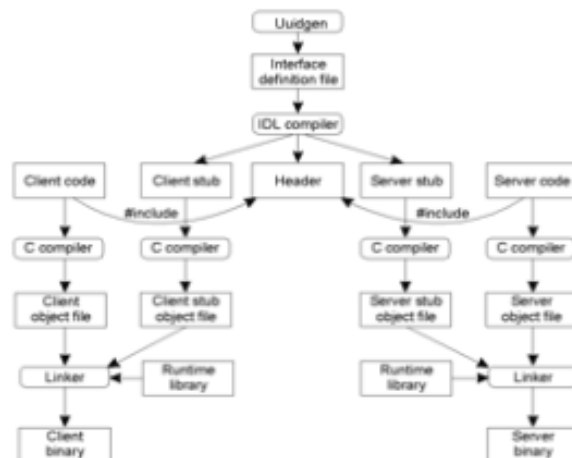 Uuidgen
Interface
definition file
IDL compiler
Client code
Client stub
Header
Server stub
Server code
#include
#include
C compiler
C compiler
C compiler
C compiler
Client
object file
Client stub
object file
Server stub
object file
Server
object file
Linker
Runtime
library
Runtime
library
Linker
Client
binary
Server
binary